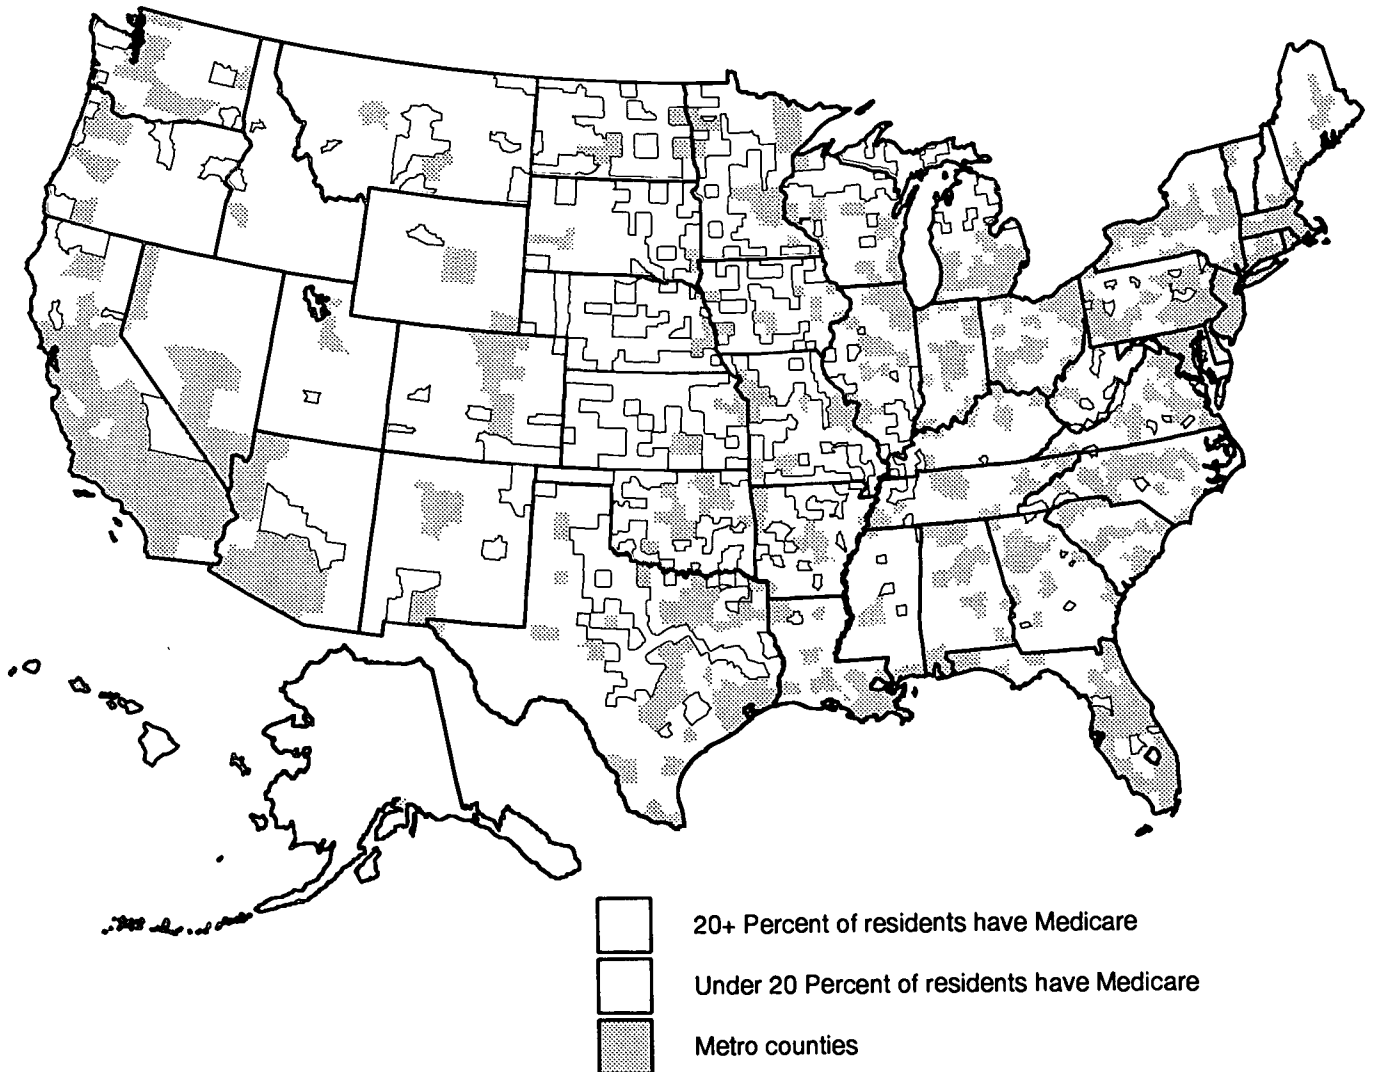 20+ Percent of residents have Medicare
Under 20 Percent of residents have Medicare
Metro counties